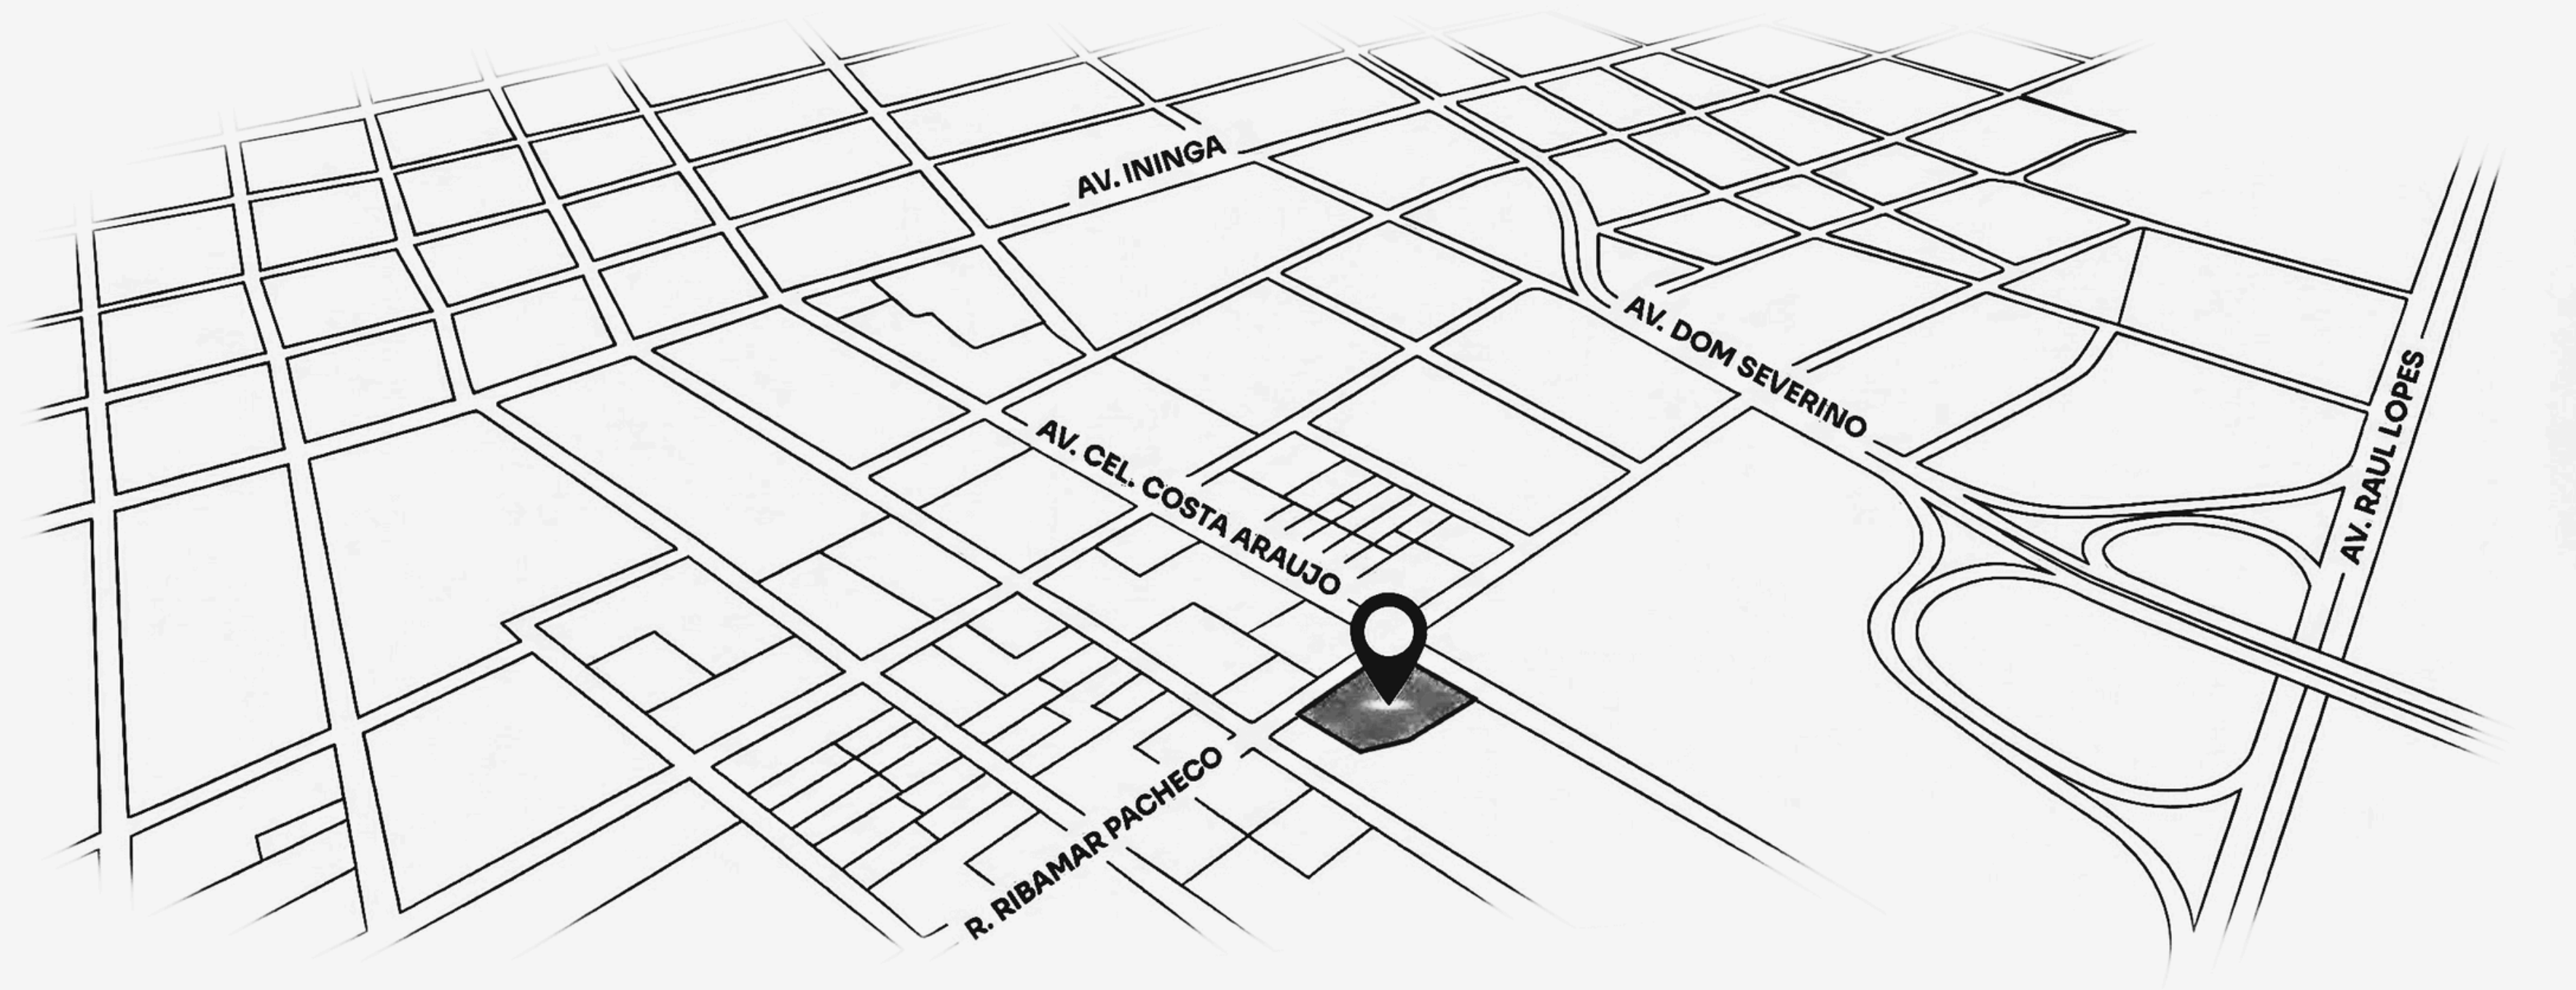 AV. ININGA
AV. DOM SEVERINO
AV. RAUL LOPES
AV. CEL. COSTA ARAUJO
R. RIBAMAR PACHECO